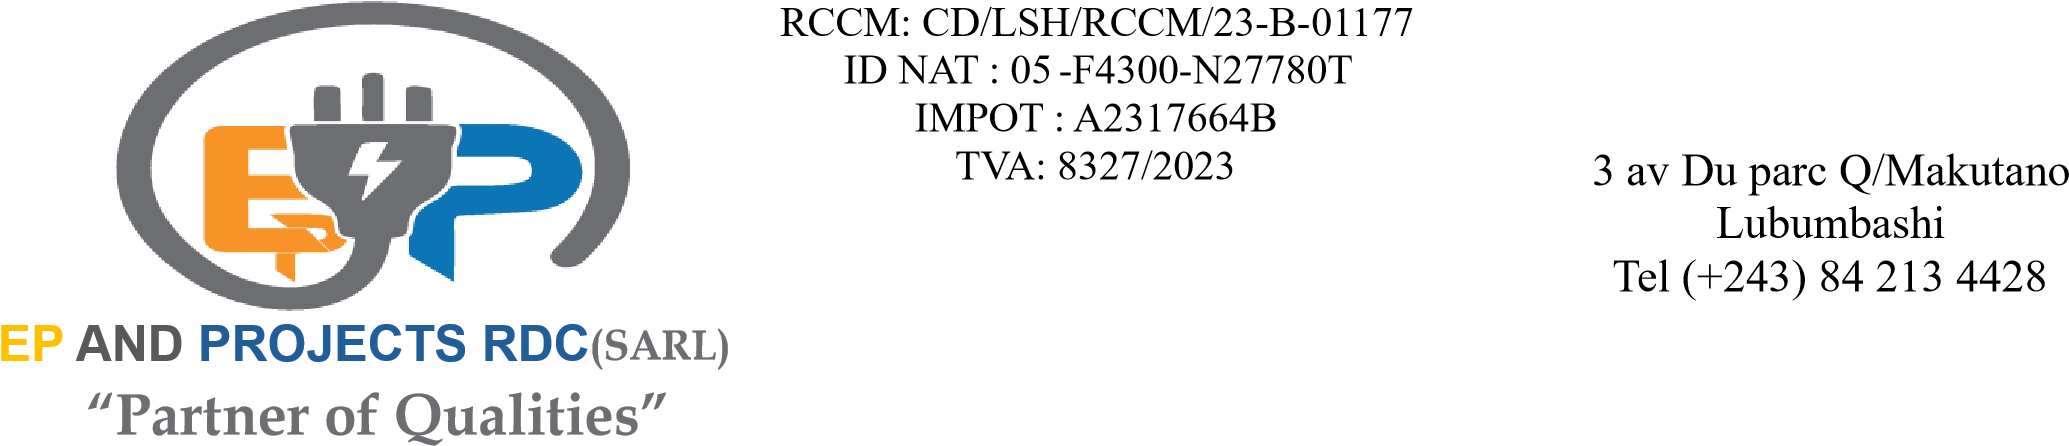 RCCM: CD/LSH/RCCM/23-B-01177
ID NAT : 05 -F4300-N27780T
IMPOT : A2317664B
TVA: 8327/2023
3 av Du parc Q/Makutano
Lubumbashi
Tel (+243) 84 213 4428
EP
EP AND PROJECTS RDC(SARL)
“Partner of Qualities”